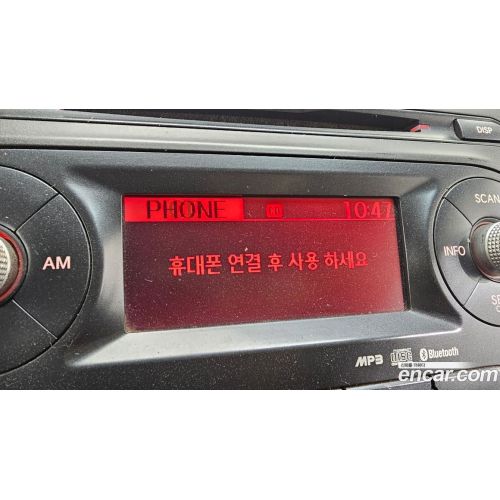 DISP
SCAN
PHONE 10:47
AM
INFO
휴대폰 연결 후 사용 하세요
MP3 Bluetooth
encar.com